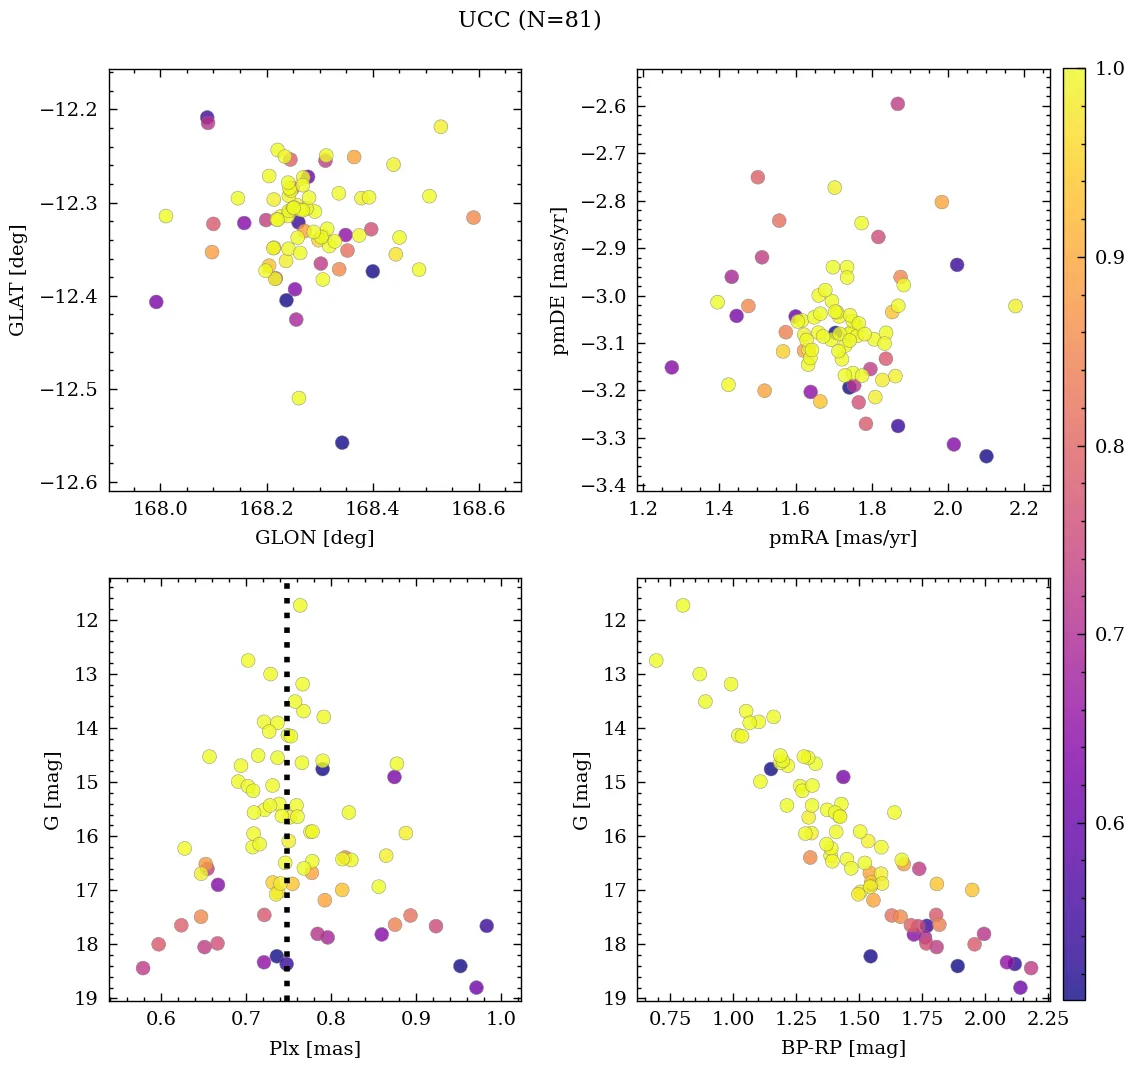 UCC (N=81)
−12.2
−12.3
−12.4
−12.5
−12.6
GLAT [deg]
168.0 168.2 168.4 168.6
GLON [deg]
−2.6
−2.7
−2.8
−2.9
−3.0
−3.1
−3.2
−3.3
−3.4
pmDE [mas/yr]
1.2 1.4 1.6 1.8 2.0 2.2
pmRA [mas/yr]
1.0
0.9
0.8
0.7
0.6
12
13
14
15
16
17
18
19
G [mag]
0.6 0.7 0.8 0.9 1.0
Plx [mas]
12
13
14
15
16
17
18
19
G [mag]
0.75 1.00 1.25 1.50 1.75 2.00 2.25
BP-RP [mag]